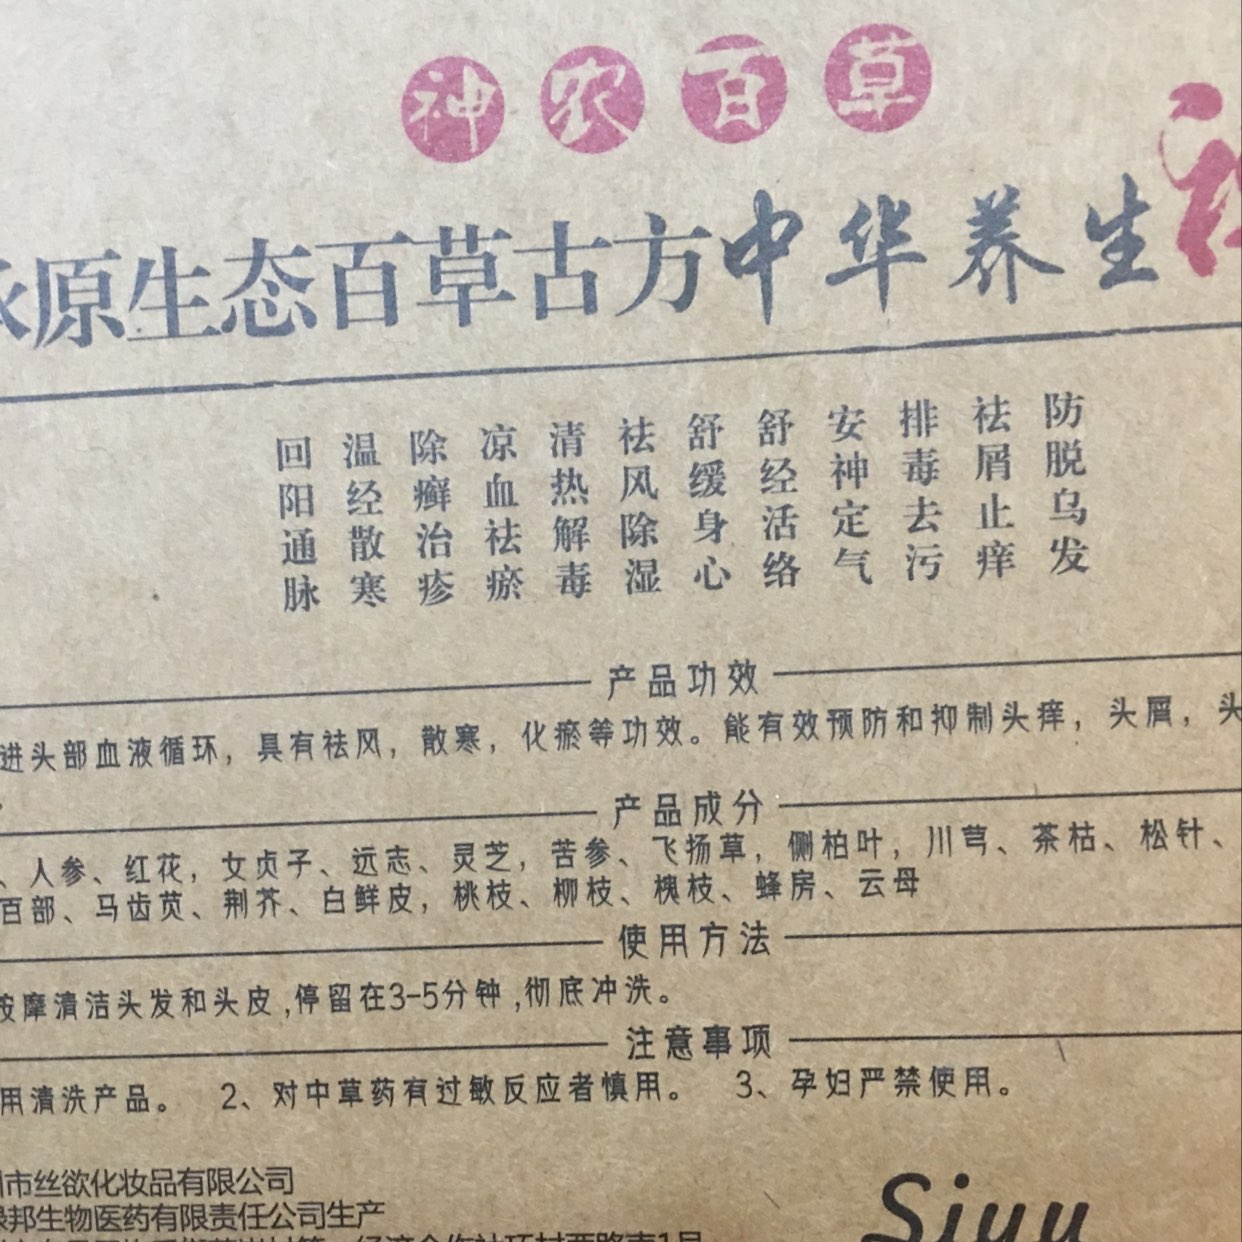 神农百草
原生态百草古方中华养生
防脱乌发
祛屑止痒
排毒去污
安神定气
舒经活络
舒缓身心
祛风除湿
清热解毒
凉血祛瘀
除癣治疹
温经散寒
回阳通脉
产品功效
进头部血液循环，具有祛风，散寒，化瘀等功效。能有效预防和抑制头痒，头屑，头
产品成分
、人参、红花，女贞子、远志、灵芝，苦参、飞扬草，侧柏叶，川芎、茶枯、松针、
百部、马齿苋、荆芥、白鲜皮，桃枝、柳枝、槐枝、蜂房、云母
使用方法
按摩清洁头发和头皮,停留在3-5分钟,彻底冲洗。
注意事项
用清洗产品。 2、对中草药有过敏反应者慎用。 3、孕妇严禁使用。
市丝欲化妆品有限公司
邦生物医药有限责任公司生产
Siyu